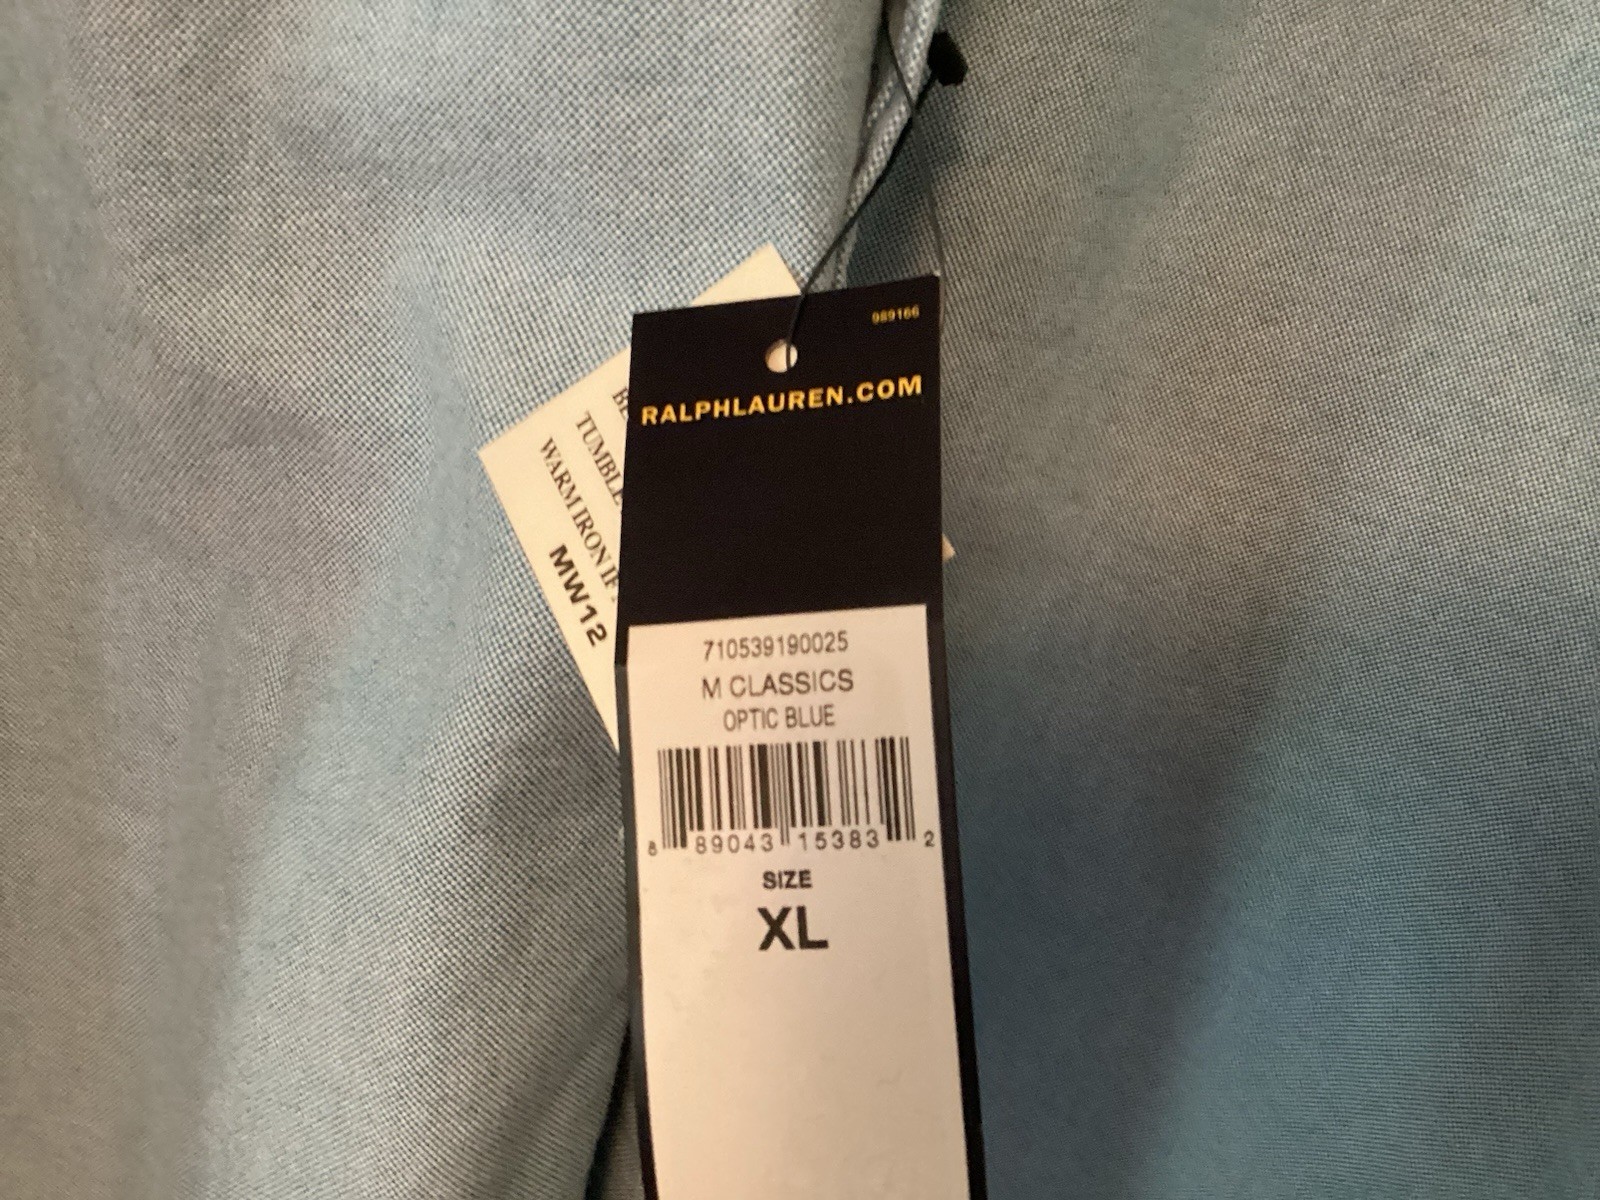 989166
RALPHLAUREN.COM
TUMBLE
WARM IRON IF
MW12
710539190025
M CLASSICS
OPTIC BLUE
8 89043 15383 2
SIZE
XL